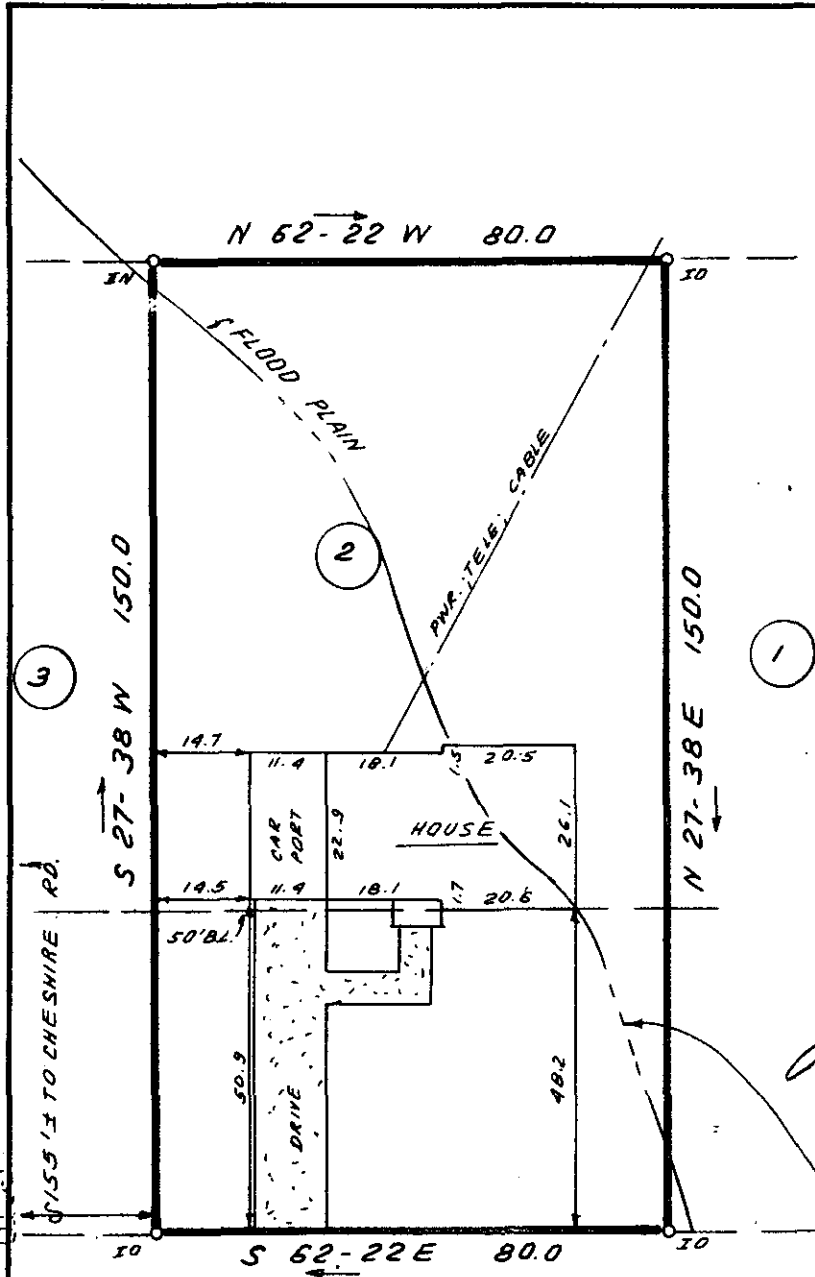 N 62-22 W 80.0
IN
IO
FLOOD PLAIN
PWR. TELE. CABLE
2
3
1
S 27-38 W 150.0
N 27-38 E 150.0
14.7
11.4
18.1
1.5
20.5
CAR PORT
22.9
HOUSE
26.1
14.5
11.4
18.1
1.7
20.6
50' BL.
155'± TO CHESHIRE RD.
50.9
DRIVE
48.2
IO
S 62-22 E 80.0
IO